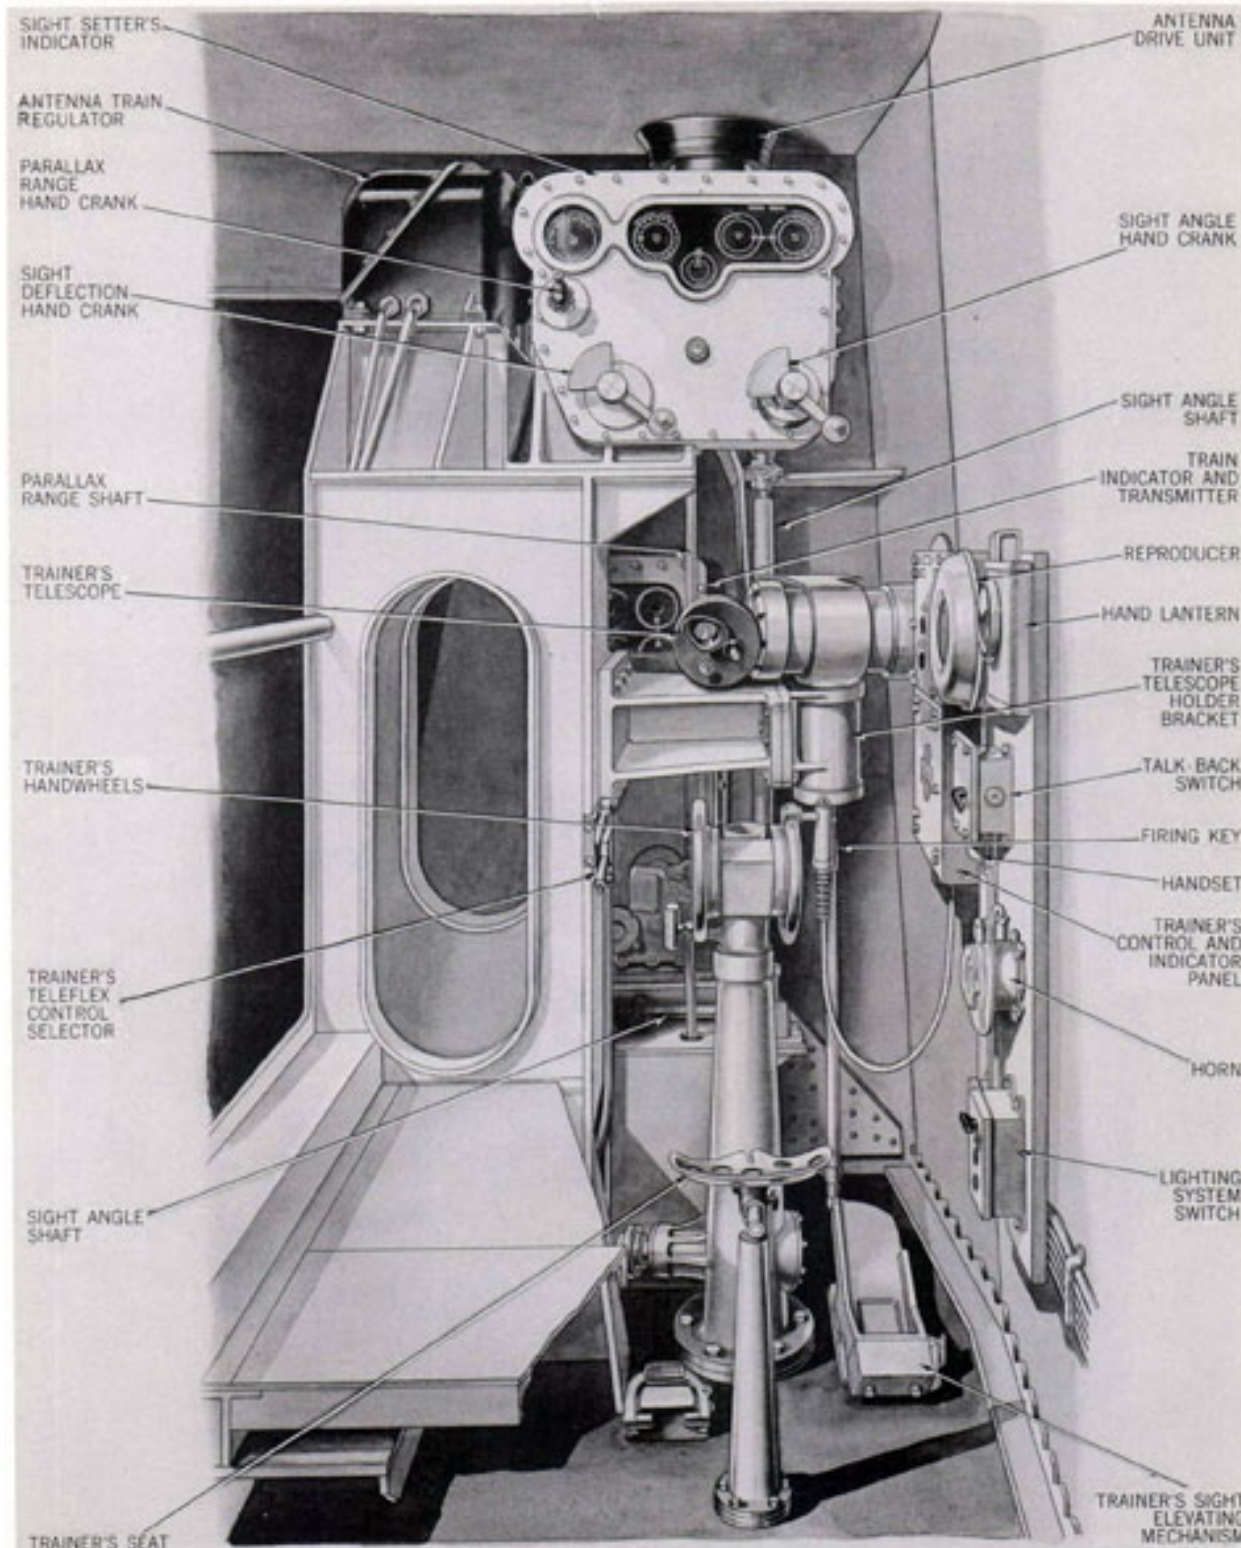 SIGHT SETTER'S
INDICATOR
ANTENNA TRAIN
REGULATOR
PARALLAX
RANGE
HAND CRANK
SIGHT
DEFLECTION
HAND CRANK
PARALLAX
RANGE SHAFT
TRAINER'S
TELESCOPE
TRAINER'S
HANDWHEELS
TRAINER'S
TELEFLEX
CONTROL
SELECTOR
SIGHT ANGLE
SHAFT
TRAINER'S SEAT
ANTENNA
DRIVE UNIT
SIGHT ANGLE
HAND CRANK
SIGHT ANGLE
SHAFT
TRAIN
INDICATOR AND
TRANSMITTER
REPRODUCER
HAND LANTERN
TRAINER'S
TELESCOPE
HOLDER
BRACKET
TALK-BACK
SWITCH
FIRING KEY
HANDSET
TRAINER'S
CONTROL AND
INDICATOR
PANEL
HORN
LIGHTING
SYSTEM
SWITCH
TRAINER'S SIGHT
ELEVATING
MECHANISM